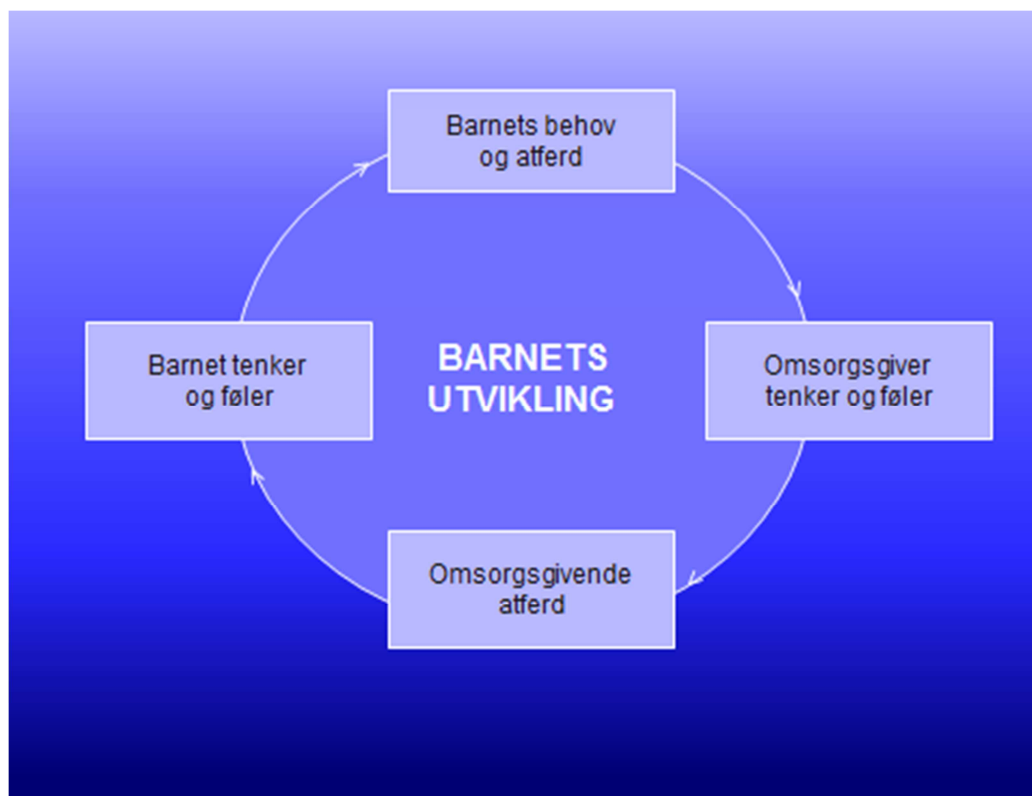 Barnets behov
og atferd
Barnet tenker
og føler
BARNETS
UTVIKLING
Omsorgsgiver
tenker og føler
Omsorgsgivende
atferd